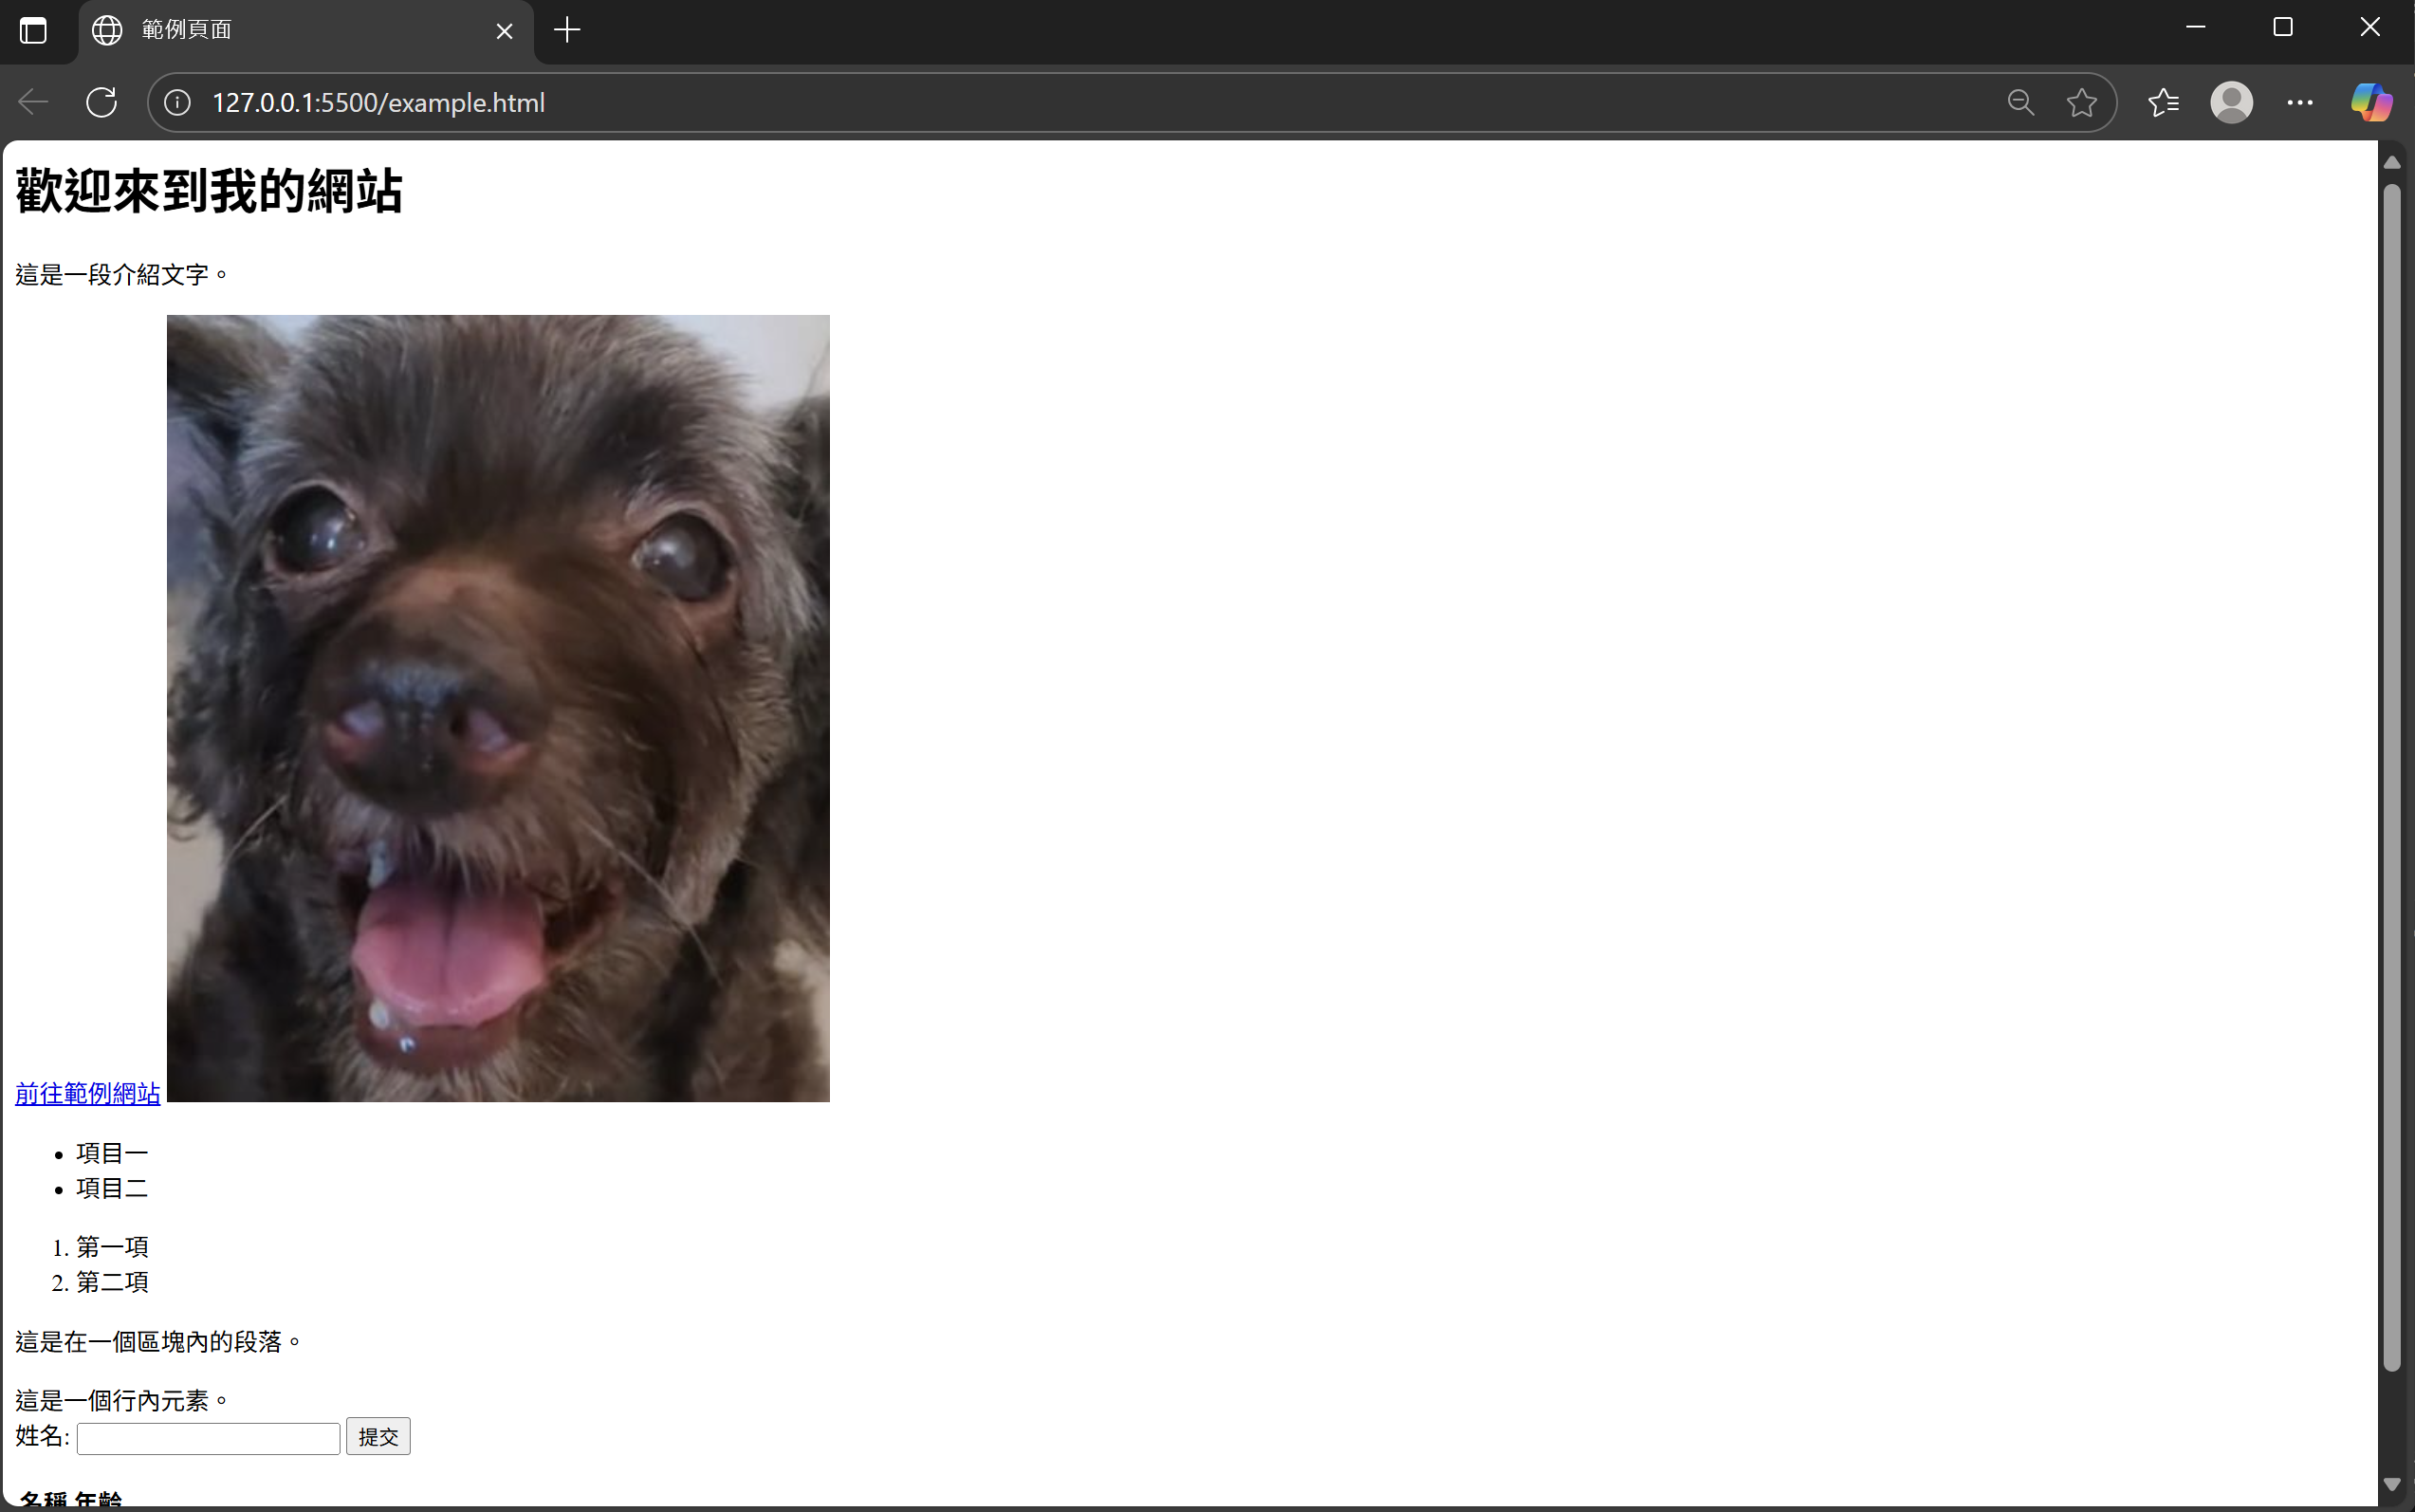 範例頁面
127.0.0.1:5500/example.html
歡迎來到我的網站
這是一段介紹文字。
前往範例網站
• 項目一
• 項目二
1. 第一項
2. 第二項
這是在一個區塊內的段落。
這是一個行內元素。
姓名: 提交
名稱 年齡